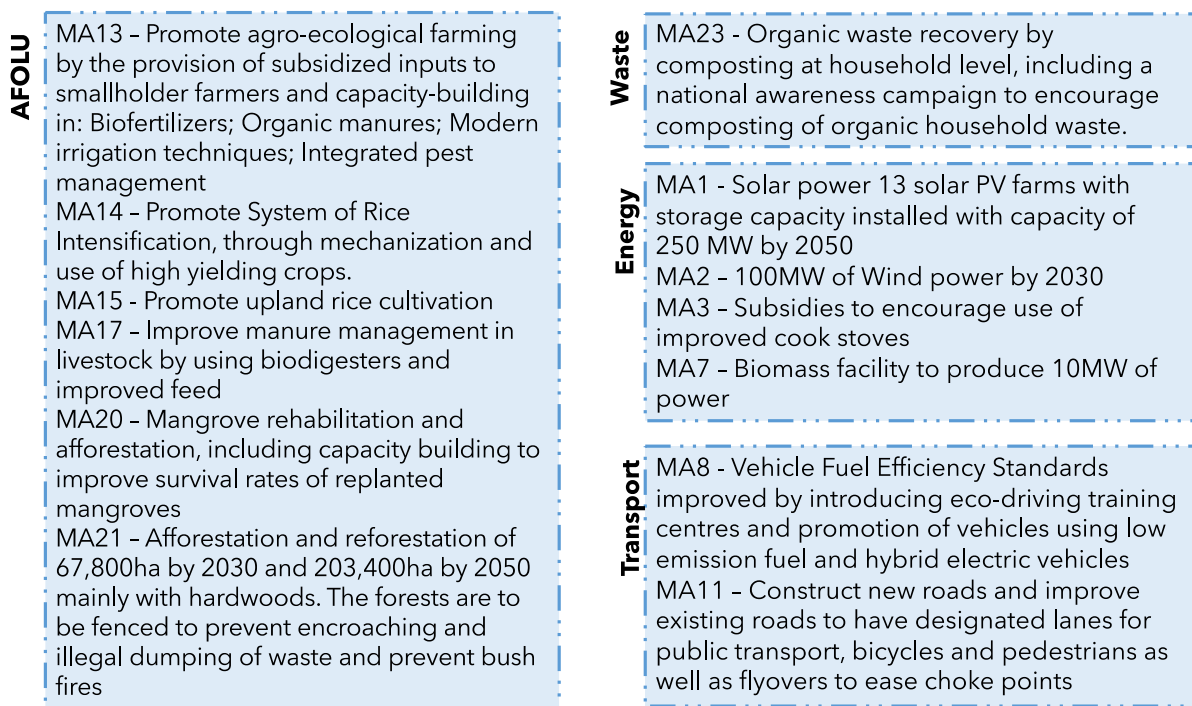 AFOLU
MA13 – Promote agro-ecological farming
by the provision of subsidized inputs to
smallholder farmers and capacity-building
in: Biofertilizers; Organic manures; Modern
irrigation techniques; Integrated pest
management
MA14 – Promote System of Rice
Intensification, through mechanization and
use of high yielding crops.
MA15 - Promote upland rice cultivation
MA17 – Improve manure management in
livestock by using biodigesters and
improved feed
MA20 – Mangrove rehabilitation and
afforestation, including capacity building to
improve survival rates of replanted
mangroves
MA21 – Afforestation and reforestation of
67,800ha by 2030 and 203,400ha by 2050
mainly with hardwoods. The forests are to
be fenced to prevent encroaching and
illegal dumping of waste and prevent bush
fires
Waste
MA23 - Organic waste recovery by
composting at household level, including a
national awareness campaign to encourage
composting of organic household waste.
Energy
MA1 - Solar power 13 solar PV farms with
storage capacity installed with capacity of
250 MW by 2050
MA2 – 100MW of Wind power by 2030
MA3 – Subsidies to encourage use of
improved cook stoves
MA7 – Biomass facility to produce 10MW of
power
Transport
MA8 - Vehicle Fuel Efficiency Standards
improved by introducing eco-driving training
centres and promotion of vehicles using low
emission fuel and hybrid electric vehicles
MA11 – Construct new roads and improve
existing roads to have designated lanes for
public transport, bicycles and pedestrians as
well as flyovers to ease choke points